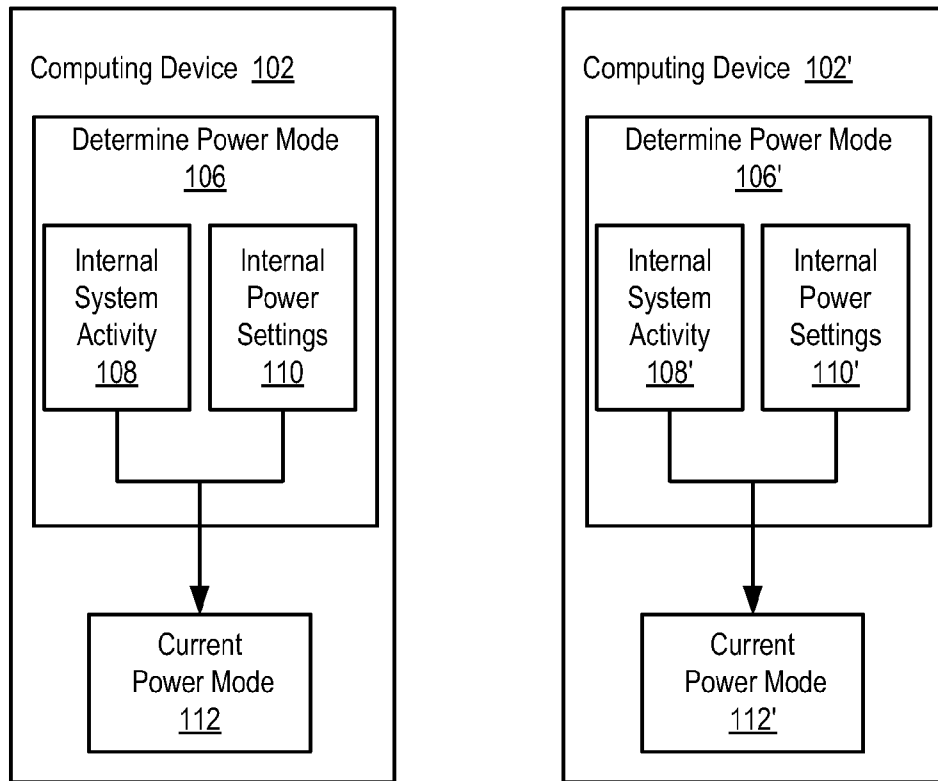 Computing Device 102
Determine Power Mode
106
Internal
System
Activity
108
Internal
Power
Settings
110
Current
Power Mode
112
Computing Device 102'
Determine Power Mode
106'
Internal
System
Activity
108'
Internal
Power
Settings
110'
Current
Power Mode
112'